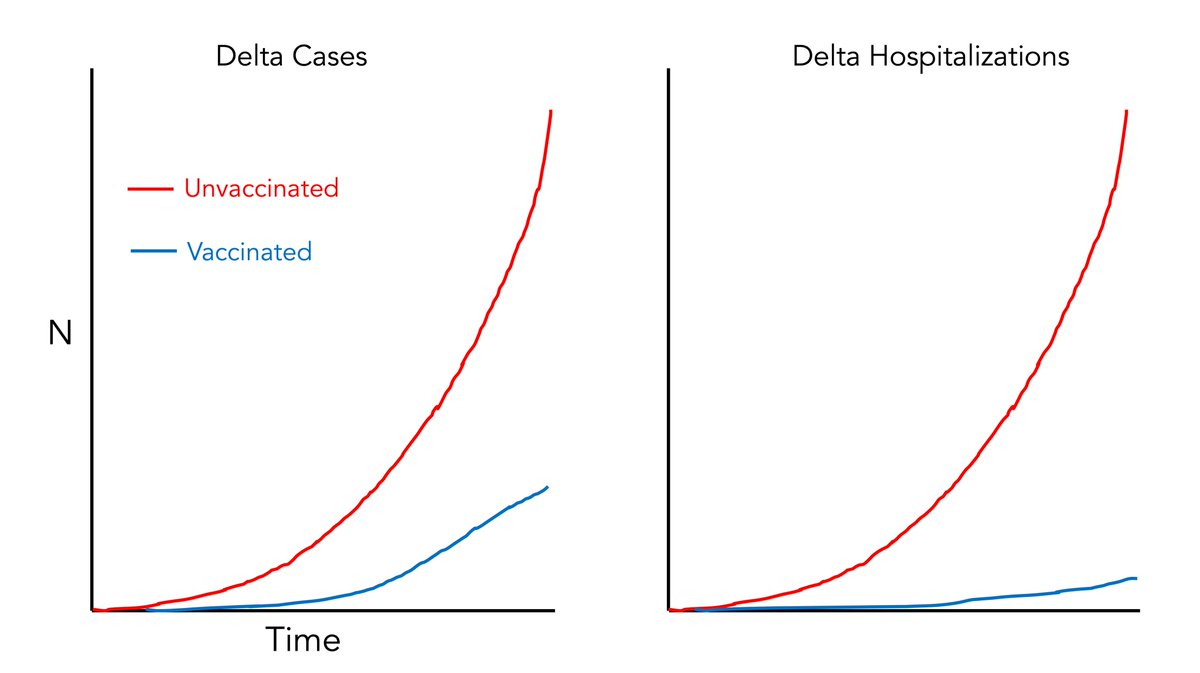 Delta Cases
Unvaccinated
Vaccinated
N
Time
Delta Hospitalizations